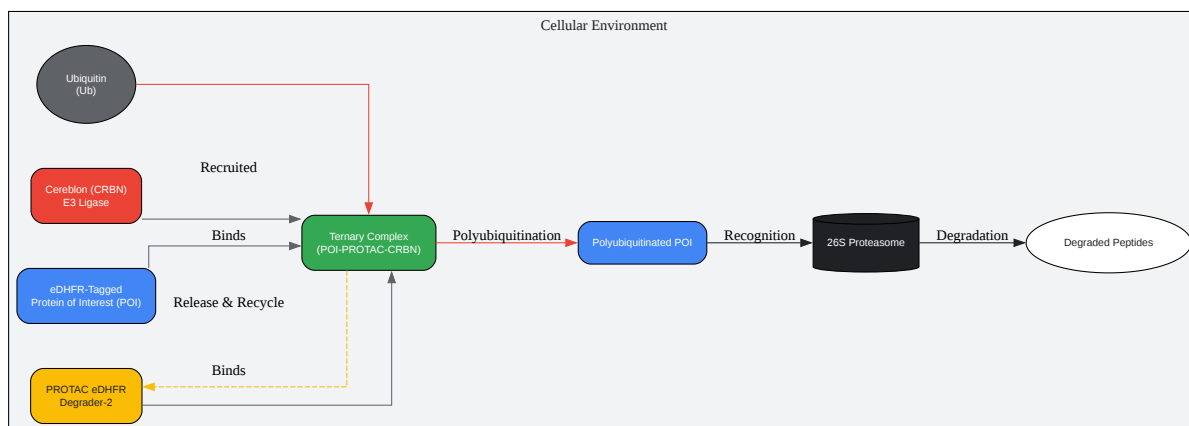 Cellular Environment
Ubiquitin
(Ub)
Recruited
Cereblon (CRBN)
E3 Ligase
Binds
Ternary Complex
(POI-PROTAC-CRBN)
Polyubiquitination
Polyubiquitinated POI
Recognition
26S Proteasome
Degradation
Degraded Peptides
eDHFR-Tagged
Protein of Interest (POI)
Release & Recycle
Binds
PROTAC eDHFR
Degrader-2